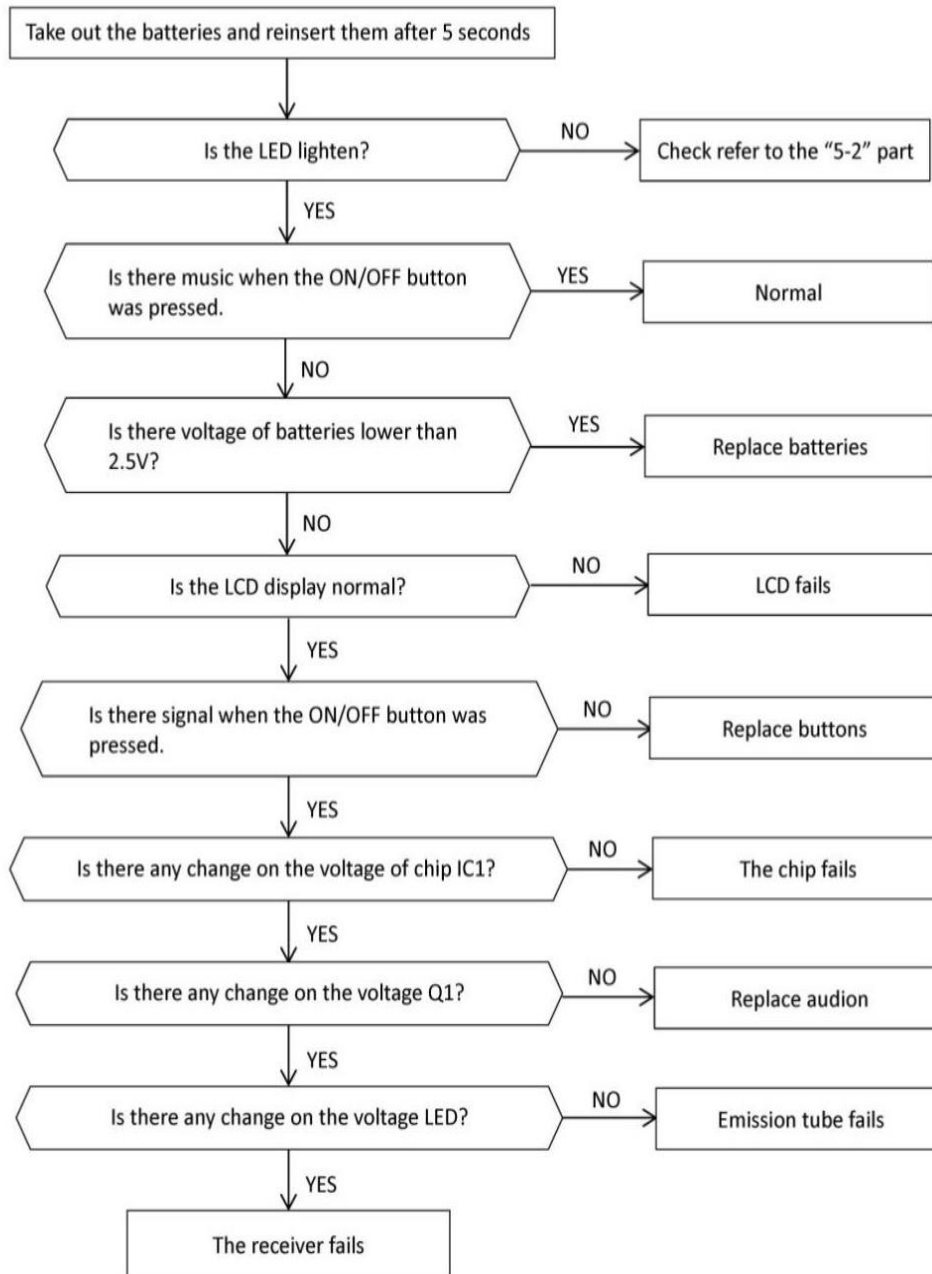 Take out the batteries and reinsert them after 5 seconds
Is the LED lighten?
NO
Check refer to the “5-2” part
YES
Is there music when the ON/OFF button
was pressed.
YES
Normal
NO
Is there voltage of batteries lower than
2.5V?
YES
Replace batteries
NO
Is the LCD display normal?
NO
LCD fails
YES
Is there signal when the ON/OFF button was
pressed.
NO
Replace buttons
YES
Is there any change on the voltage of chip IC1?
NO
The chip fails
YES
Is there any change on the voltage Q1?
NO
Replace audion
YES
Is there any change on the voltage LED?
NO
Emission tube fails
YES
The receiver fails